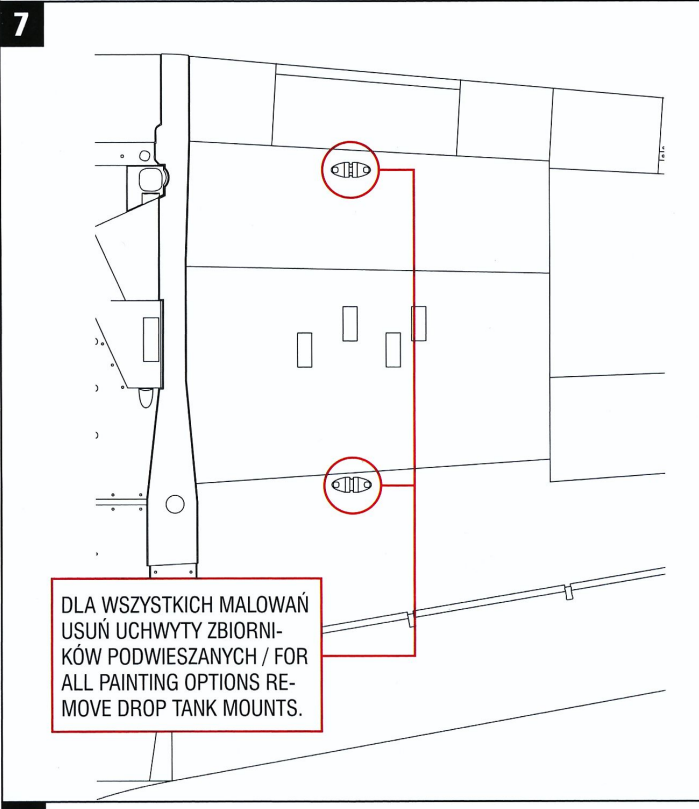 7
DLA WSZYSTKICH MALOWAŃ
USUŃ UCHWYTY ZBIORNI-
KÓW PODWIESZANYCH / FOR
ALL PAINTING OPTIONS RE-
MOVE DROP TANK MOUNTS.